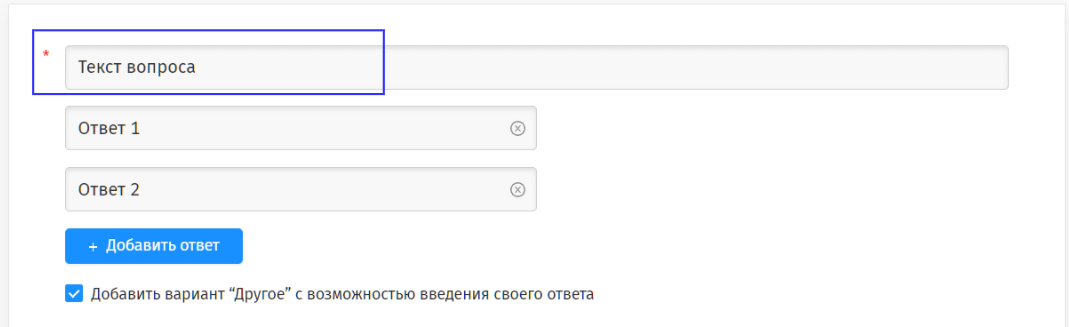 * Текст вопроса
Ответ 1
Ответ 2
+ Добавить ответ
Добавить вариант “Другое” с возможностью введения своего ответа